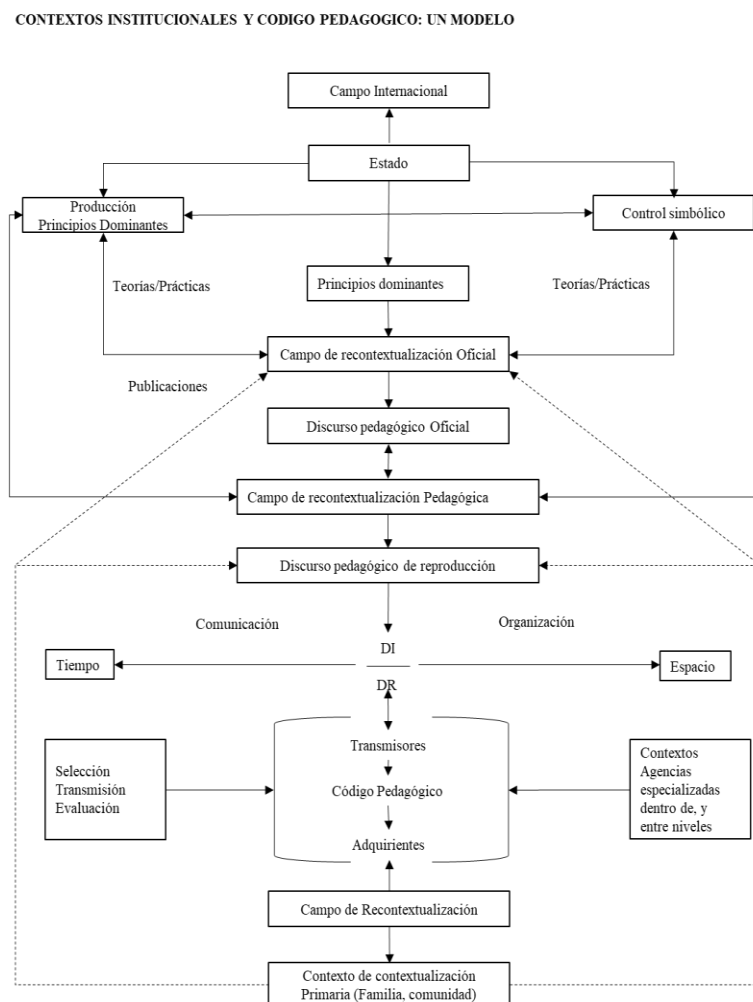 CONTEXTOS INSTITUCIONALES Y CODIGO PEDAGOGICO: UN MODELO
Campo Internacional
Estado
Producción
Principios Dominantes
Control simbólico
Teorías/Prácticas
Principios dominantes
Teorías/Prácticas
Campo de recontextualización Oficial
Publicaciones
Discurso pedagógico Oficial
Campo de recontextualización Pedagógica
Discurso pedagógico de reproducción
Comunicación
Organización
Tiempo
DI
DR
Espacio
Selección
Transmisión
Evaluación
Transmisores
Código Pedagógico
Adquirientes
Contextos
Agencias
especializadas
dentro de, y
entre niveles
Campo de Recontextualización
Contexto de contextualización
Primaria (Familia, comunidad)